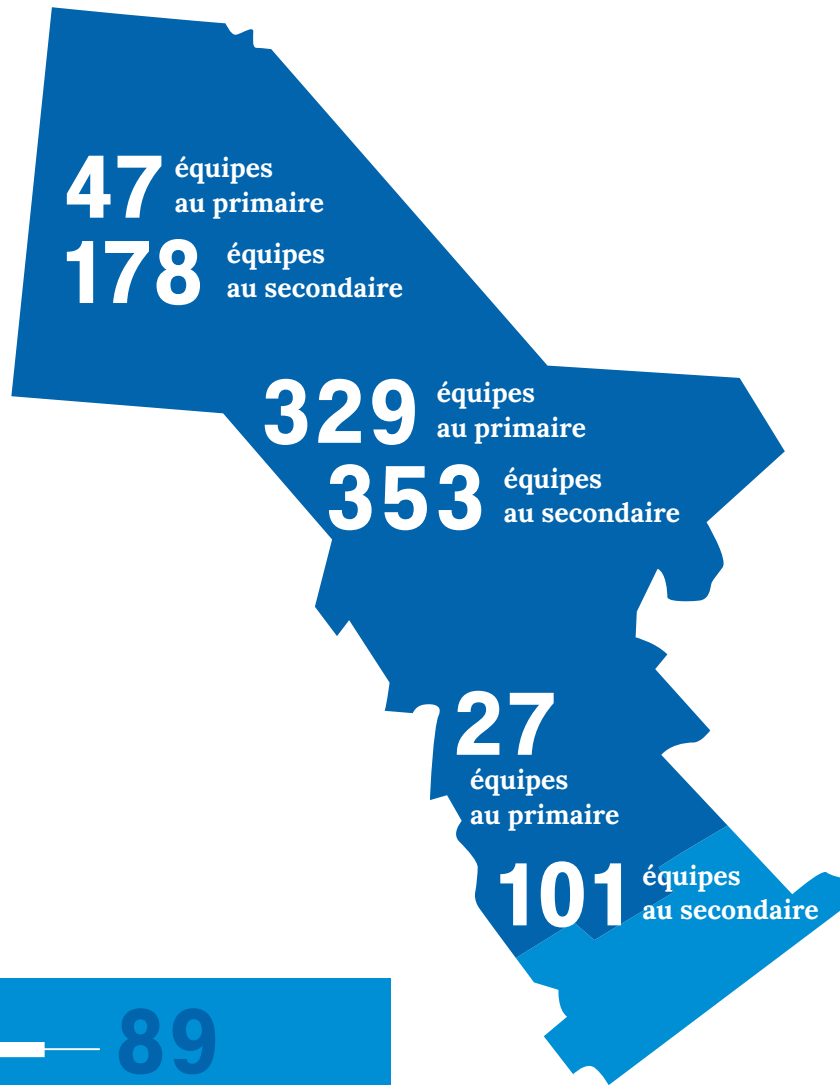 47 équipes
au primaire
178 équipes
au secondaire
329 équipes
au primaire
353 équipes
au secondaire
27
équipes
au primaire
101 équipes
au secondaire
89